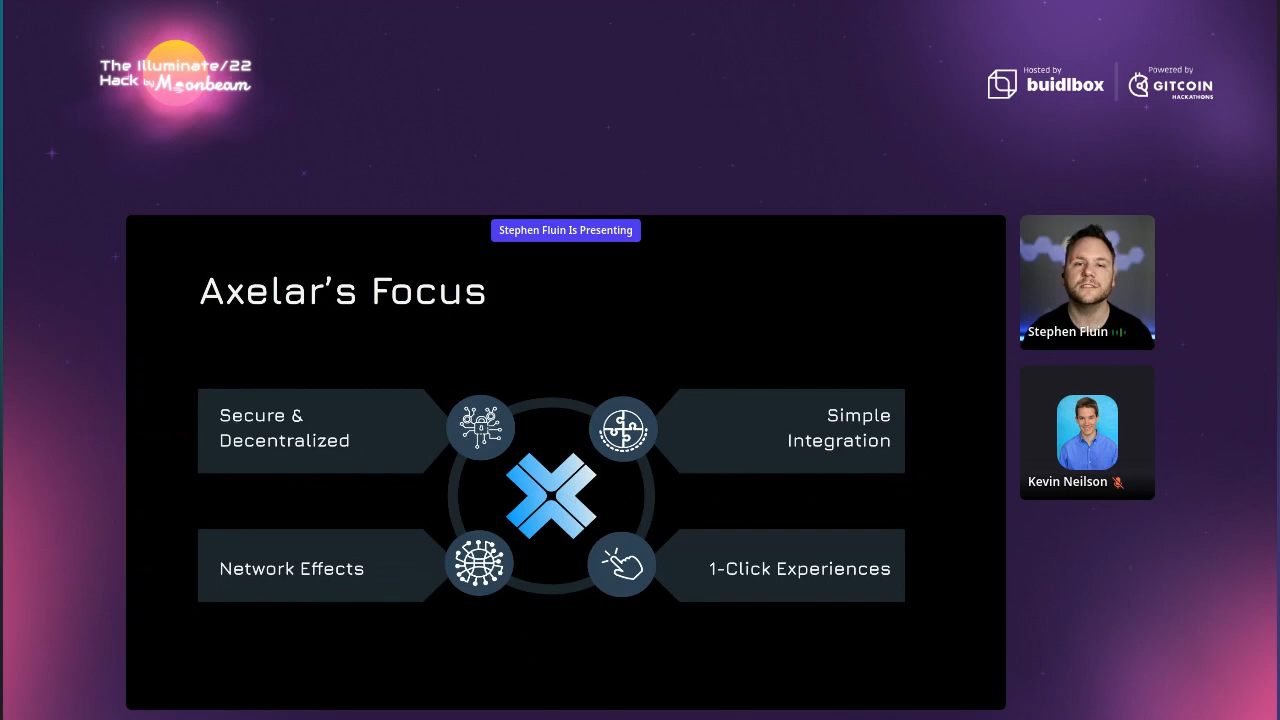 The Illuminate/22
Hack by Moonbeam
Hosted by
buidlbox
Powered by
GITCOIN
HACKATHONS
Stephen Fluin Is Presenting
Axelar's Focus
Secure &
Decentralized
Simple
Integration
Network Effects
1-Click Experiences
Stephen Fluin
Kevin Neilson